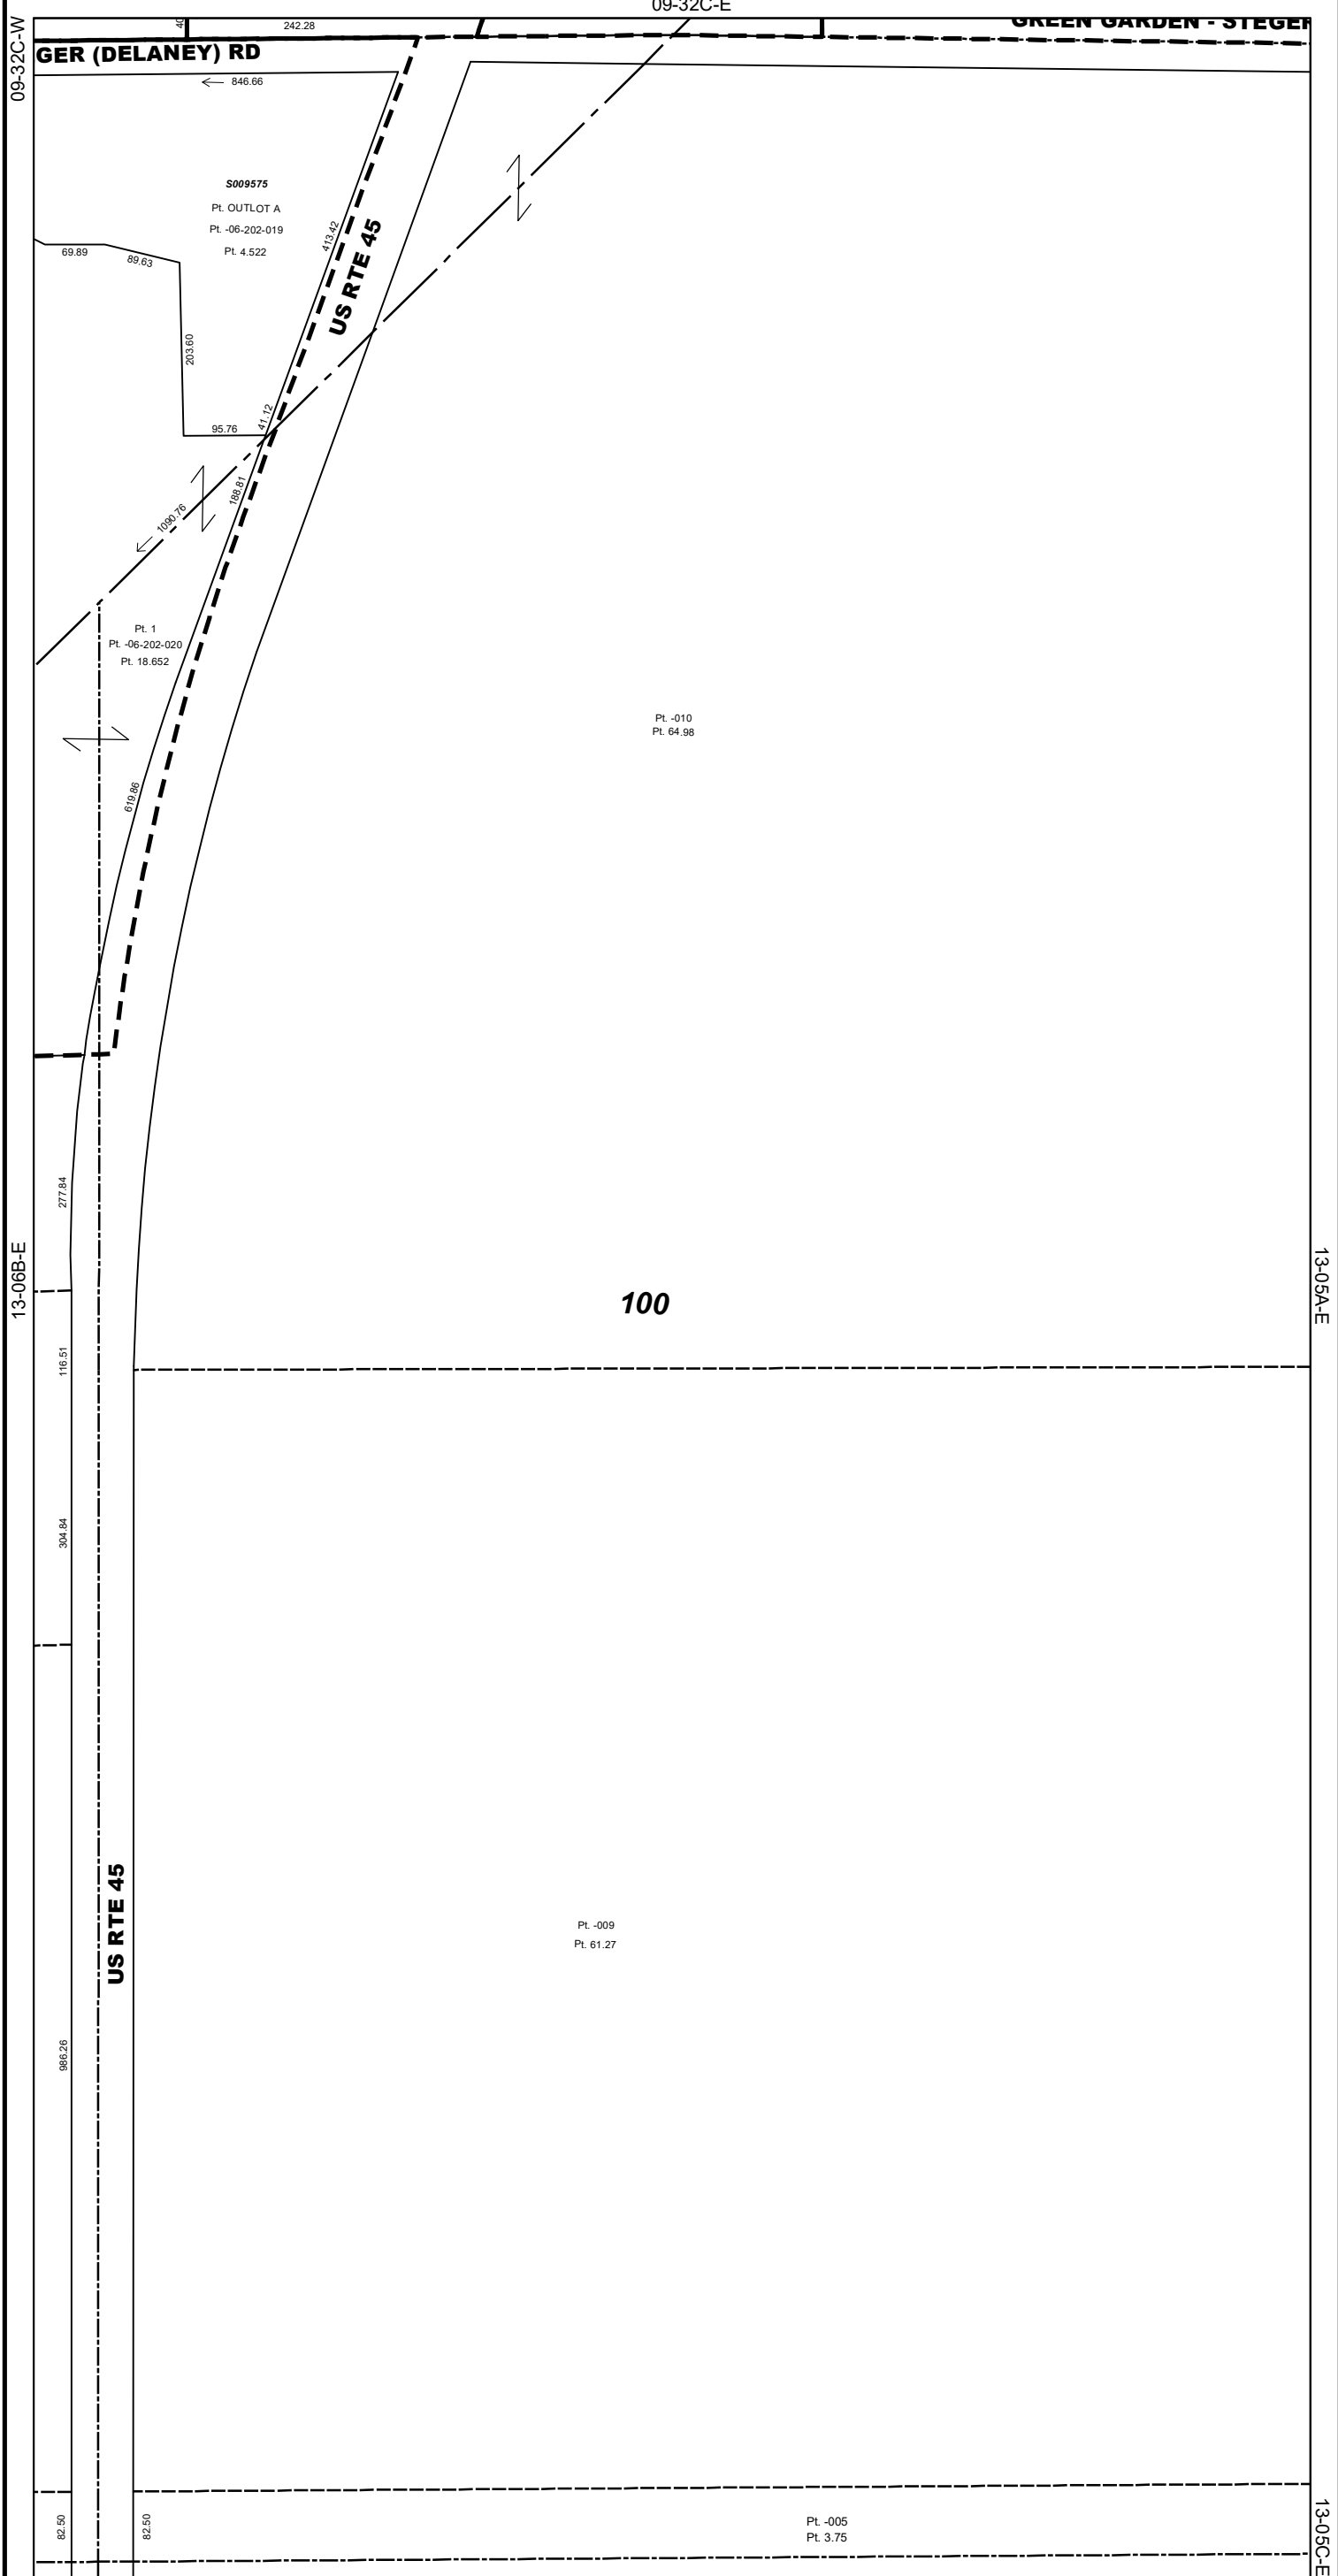 09-32C-E
09-32C-W
40
242.28
GREEN GARDEN - STEGER
GER (DELANEY) RD
846.66
S009575
Pt. OUTLOT A
Pt. -06-202-019
Pt. 4.522
413.42
US RTE 45
69.89
89.63
203.60
41.12
95.76
188.81
1090.76
Pt. 1
Pt. -06-202-020
Pt. 18.652
Pt. -010
Pt. 64.98
619.86
277.84
13-06B-E
13-05A-E
100
116.51
304.84
US RTE 45
Pt. -009
Pt. 61.27
986.26
82.50
82.50
Pt. -005
Pt. 3.75
13-05C-E